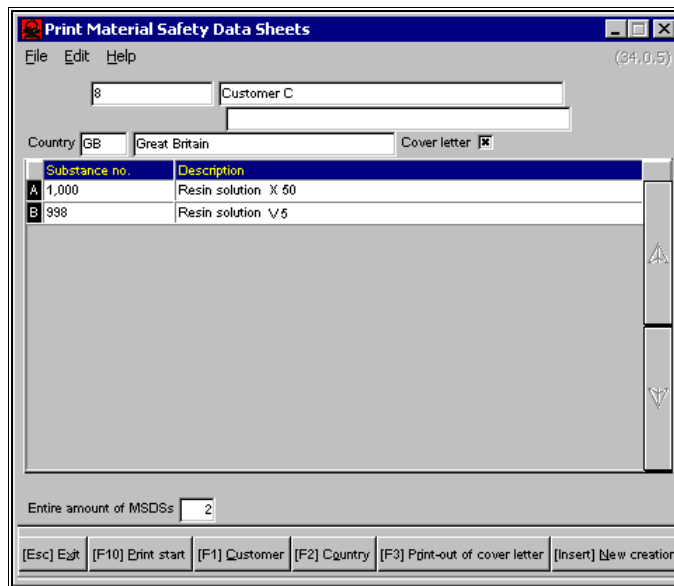 Print Material Safety Data Sheets
File Edit Help (34.0.5)
8 Customer C
Country GB Great Britain Cover letter
Substance no. Description
A 1,000 Resin solution X 50
B 998 Resin solution V5
Entire amount of MSDSs 2
[Esc] Exit [F10] Print start [F1] Customer [F2] Country [F3] Print-out of cover letter [Insert] New creation